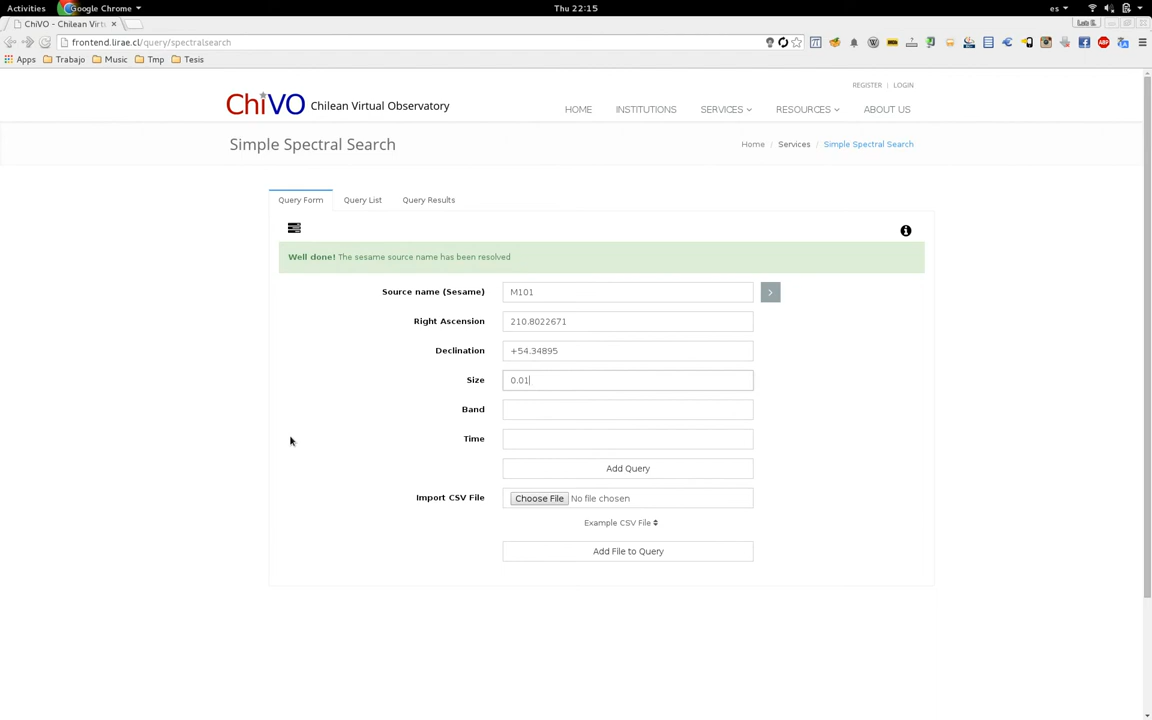 Activities Google Chrome Thu 22:15 es
ChiVO - Chilean Virtu Lab E.
frontend.lirae.cl/query/spectralsearch
Apps Trabajo Music Tmp Tesis
REGISTER | LOGIN
ChiVO Chilean Virtual Observatory HOME INSTITUTIONS SERVICES RESOURCES ABOUT US
Simple Spectral Search Home / Services / Simple Spectral Search
Query Form Query List Query Results
Well done! The sesame source name has been resolved
Source name (Sesame) M101 >
Right Ascension 210.8022671
Declination +54.34895
Size 0.01
Band
Time
Add Query
Import CSV File Choose File No file chosen
Example CSV File
Add File to Query